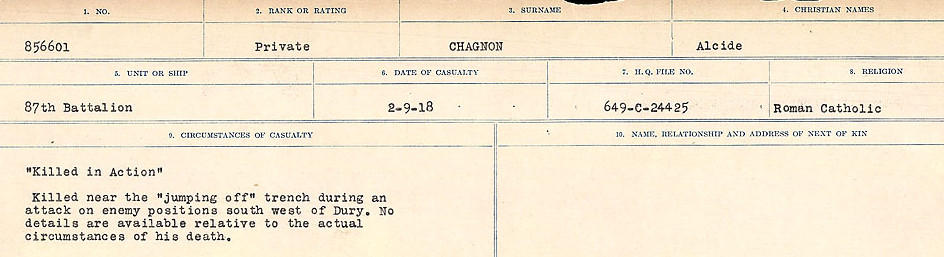 1. NO. 2. RANK OR RATING 3. SURNAME 4. CHRISTIAN NAMES
856601 Private CHAGNON Alcide
5. UNIT OR SHIP 6. DATE OF CASUALTY 7. H.Q. FILE NO. 8. RELIGION
87th Battalion 2-9-18 649-C-24425 Roman Catholic
9. CIRCUMSTANCES OF CASUALTY 10. NAME, RELATIONSHIP AND ADDRESS OF NEXT OF KIN
"Killed in Action"
Killed near the "jumping off" trench during an
attack on enemy positions south west of Dury. No
details are available relative to the actual
circumstances of his death.